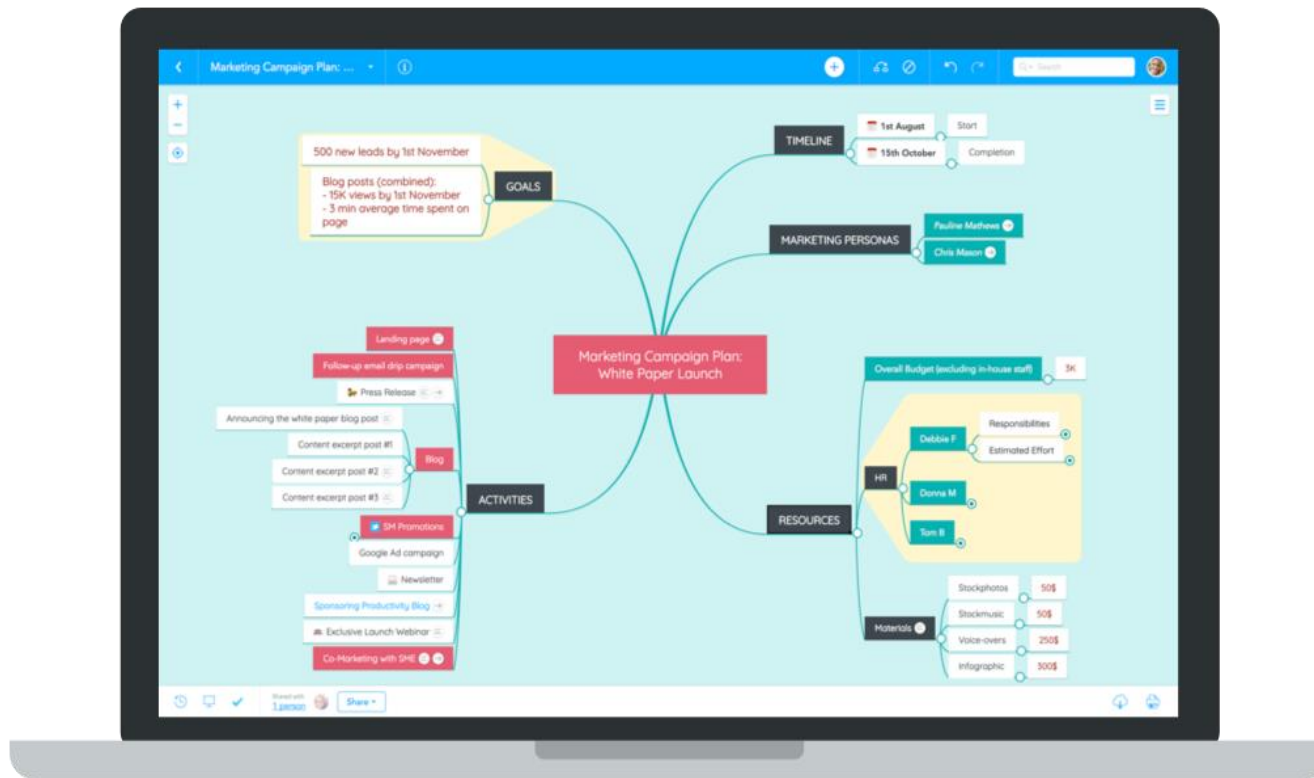 Marketing Campaign Plan: ...
Search
GOALS
500 new leads by 1st November
Blog posts (combined):
- 15K views by 1st November
- 3 min average time spent on
page
TIMELINE
1st August
Start
15th October
Completion
MARKETING PERSONAS
Pauline Mathews
Chris Mason
Marketing Campaign Plan:
White Paper Launch
ACTIVITIES
Landing page
Follow-up email drip campaign
Press Release
Blog
Announcing the white paper blog post
Content excerpt post #1
Content excerpt post #2
Content excerpt post #3
SM Promotions
Google Ad campaign
Newsletter
Sponsoring Productivity Blog
Exclusive Launch Webinar
Co-Marketing with SME
RESOURCES
Overall Budget (excluding in-house staff)
3K
HR
Debbie F
Responsibilities
Estimated Effort
Donna M
Tom B
Materials
Stockphotos
50$
Stockmusic
50$
Voice-overs
250$
Infographic
300$
Shared with
1 person
Share